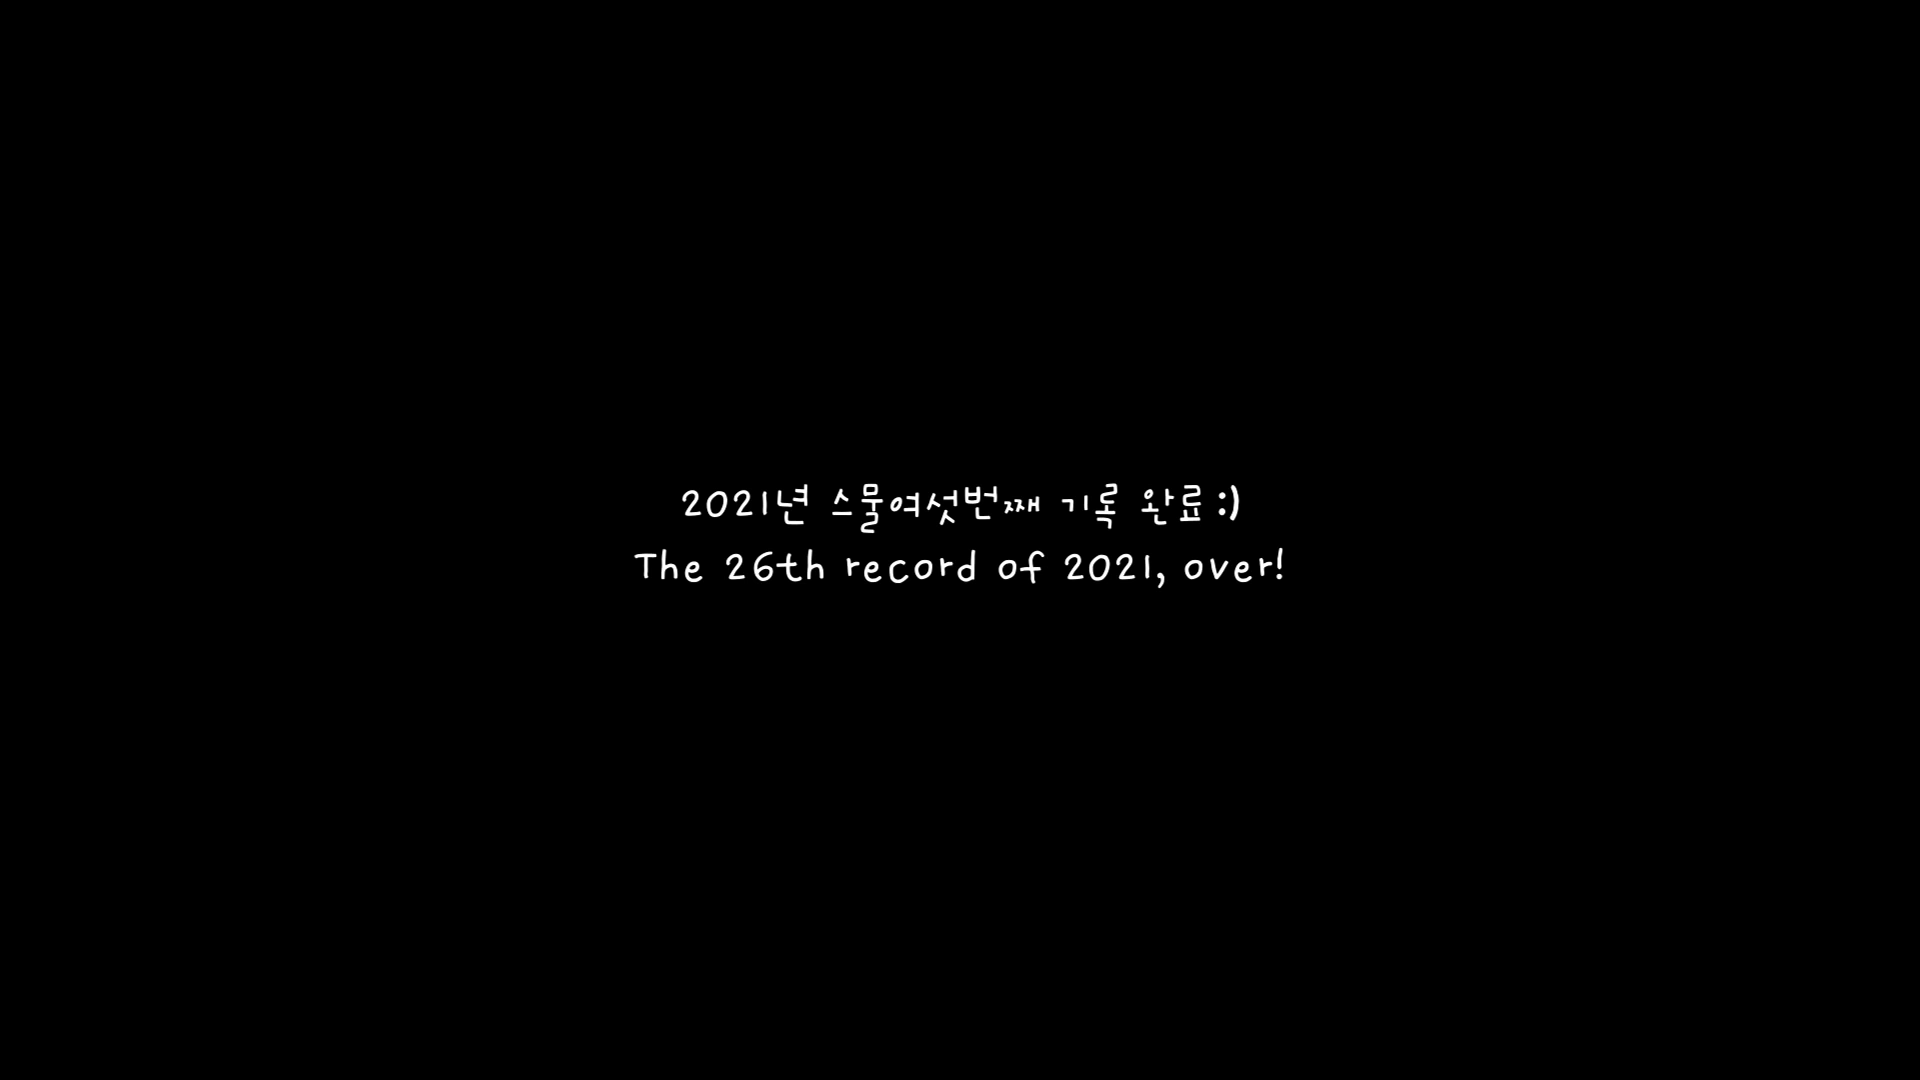 2021년 스물여섯번째 기록 완료 :)
The 26th record of 2021, over!